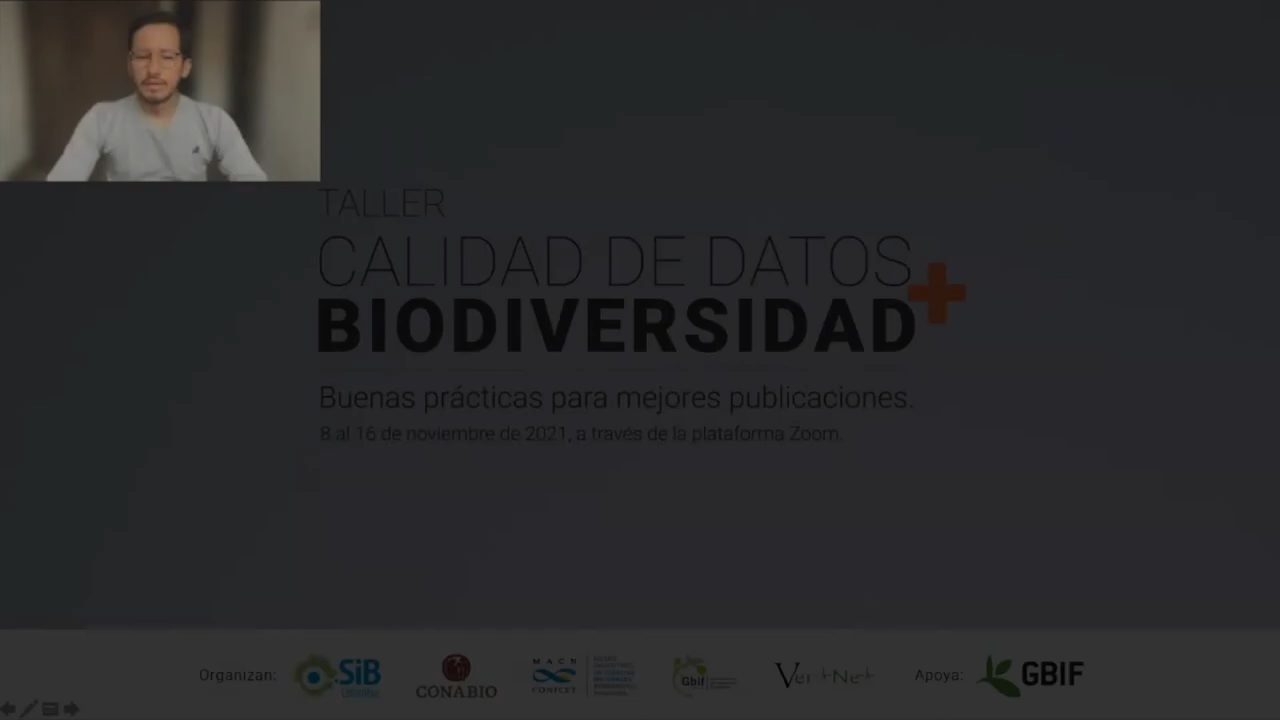 TALLER
CALIDAD DE DATOS
BIODIVERSIDAD+
Buenas prácticas para mejores publicaciones.
8 al 16 de noviembre de 2021, a través de la plataforma Zoom.
Organizan:
SiB
CONABIO
MACN
CONICET
Gbif
VertNet
Apoya:
GBIF